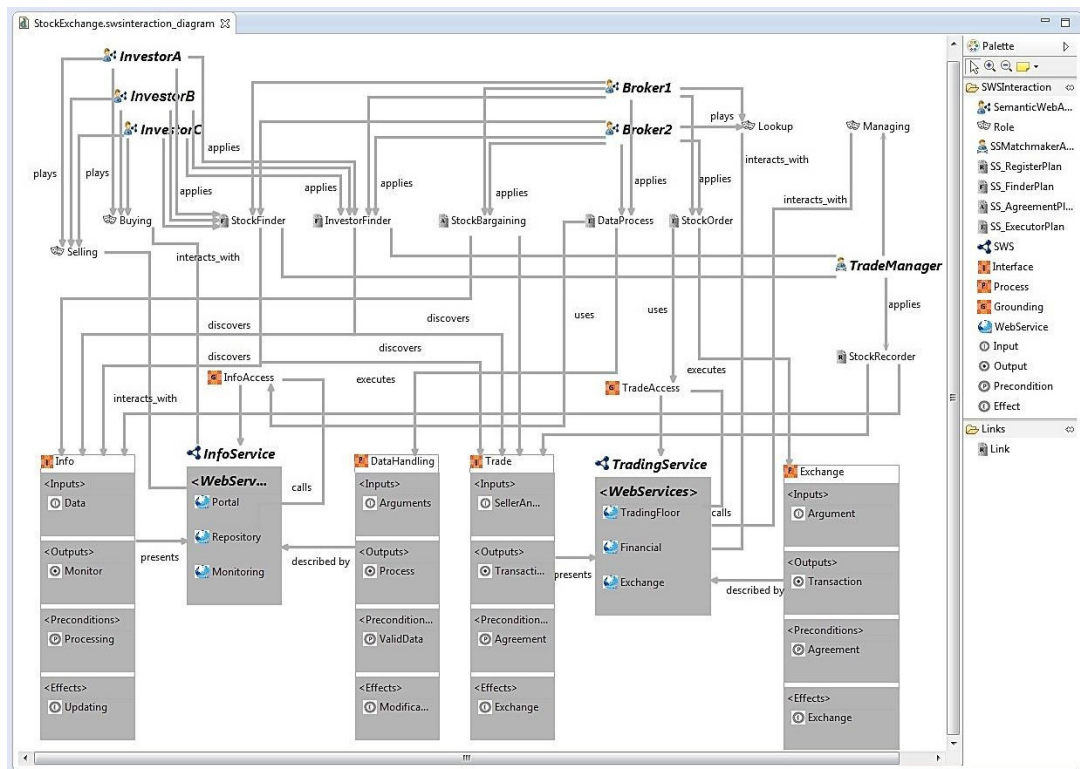 StockExchange.swsinteraction_diagram
InvestorA
InvestorB
InvestorC
Broker1
Broker2
plays
Lookup
Managing
applies
interacts_with
plays
plays
applies
applies
applies
applies
applies
applies
interacts_with
Buying
StockFinder
InvestorFinder
StockBargaining
DataProcess
StockOrder
Selling
interacts_with
TradeManager
applies
discovers
discovers
uses
uses
discovers
discovers
StockRecorder
InfoAccess
executes
TradeAccess
executes
interacts_with
Info
InfoService
DataHandling
Trade
TradingService
Exchange
<Inputs>
Data
<Outputs>
Monitor
<Preconditions>
Processing
<Effects>
Updating
presents
<WebServ...
Portal
Repository
Monitoring
calls
described by
<Inputs>
Arguments
<Outputs>
Process
<Precondition...
ValidData
<Effects>
Modifica...
<Inputs>
SellerAn...
<Outputs>
Transacti...
<Precondition...
Agreement
<Effects>
Exchange
presents
<WebServices>
TradingFloor
Financial
Exchange
calls
described by
<Inputs>
Argument
<Outputs>
Transaction
<Preconditions>
Agreement
<Effects>
Exchange
Palette
SWSInteraction
SemanticWebA...
Role
SSMatchmakerA...
SS_RegisterPlan
SS_FinderPlan
SS_AgreementPl...
SS_ExecutorPlan
SWS
Interface
Process
Grounding
WebService
Input
Output
Precondition
Effect
Links
Link